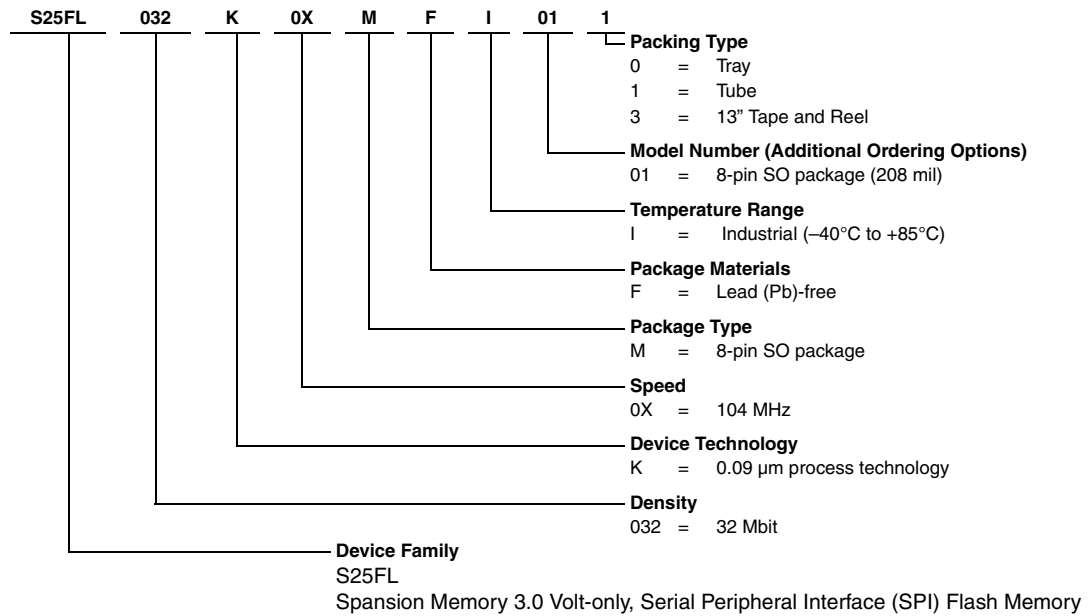 S25FL 032 K 0X M F I 01 1
Packing Type
0 = Tray
1 = Tube
3 = 13” Tape and Reel
Model Number (Additional Ordering Options)
01 = 8-pin SO package (208 mil)
Temperature Range
I = Industrial (–40°C to +85°C)
Package Materials
F = Lead (Pb)-free
Package Type
M = 8-pin SO package
Speed
0X = 104 MHz
Device Technology
K = 0.09 µm process technology
Density
032 = 32 Mbit
Device Family
S25FL
Spansion Memory 3.0 Volt-only, Serial Peripheral Interface (SPI) Flash Memory